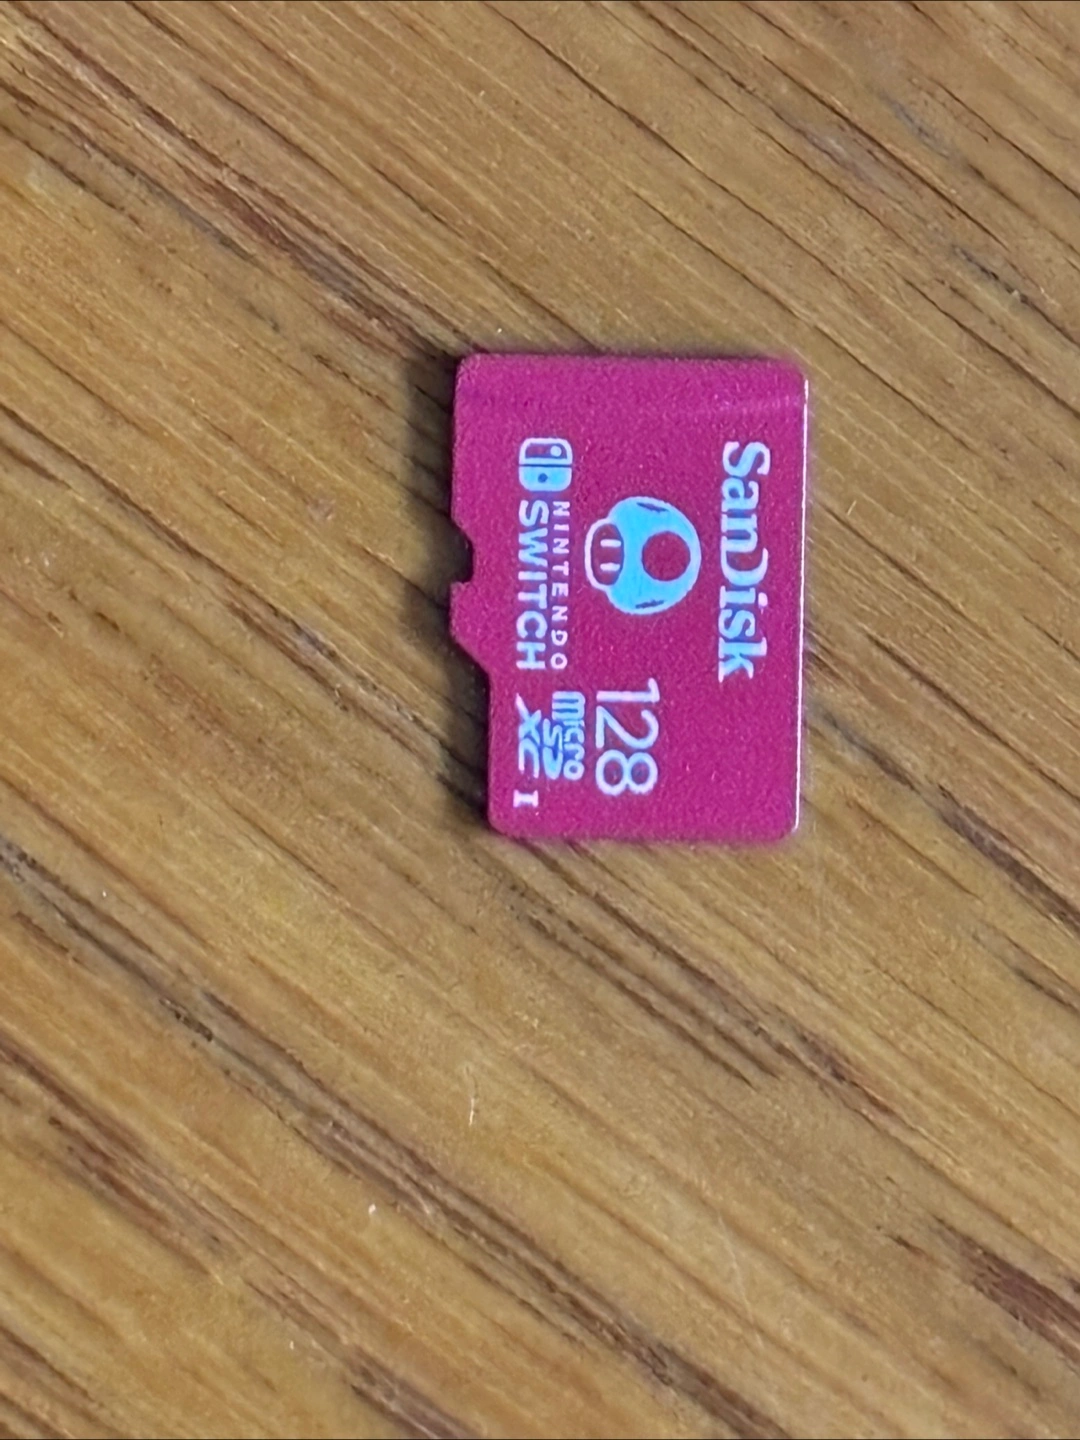 SanDisk
128
NINTENDO
SWITCH
micro
SD
XC I